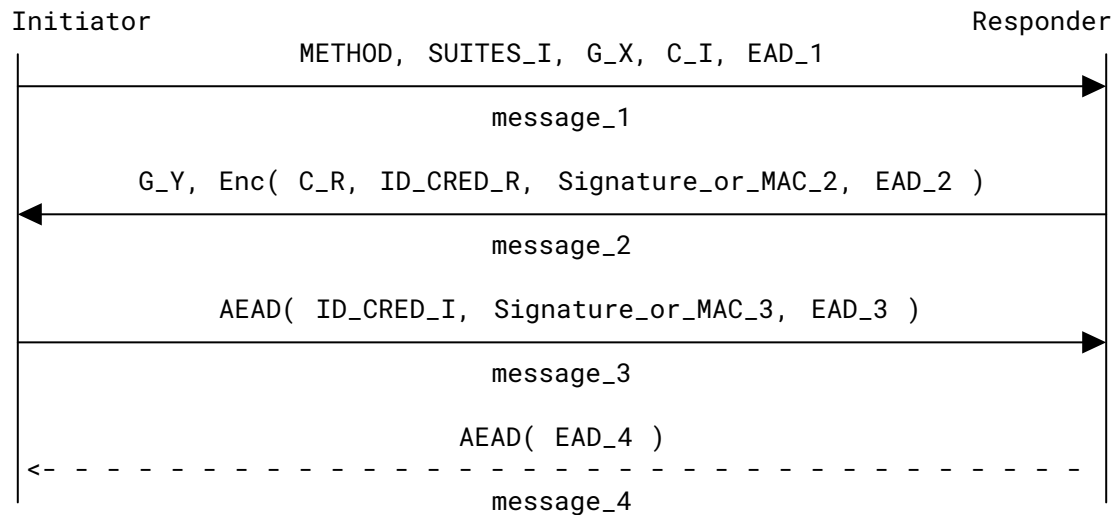 Initiator Responder
METHOD, SUITES_I, G_X, C_I, EAD_1
message_1
G_Y, Enc( C_R, ID_CRED_R, Signature_or_MAC_2, EAD_2 )
message_2
AEAD( ID_CRED_I, Signature_or_MAC_3, EAD_3 )
message_3
AEAD( EAD_4 )
message_4